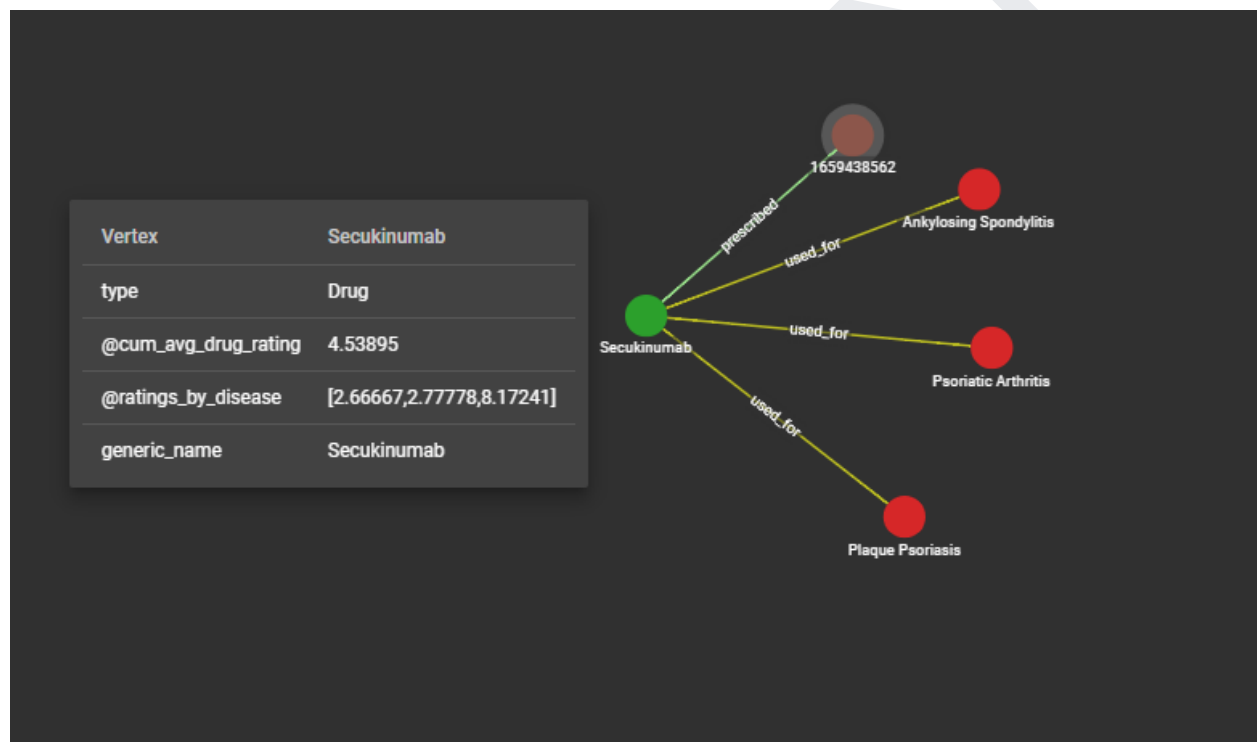 Vertex Secukinumab
type Drug
@cum_avg_drug_rating 4.53895
@ratings_by_disease [2.66667,2.77778,8.17241]
generic_name Secukinumab
1659438562
prescribed
Ankylosing Spondylitis
used_for
Secukinumab
used_for
Psoriatic Arthritis
used_for
Plaque Psoriasis